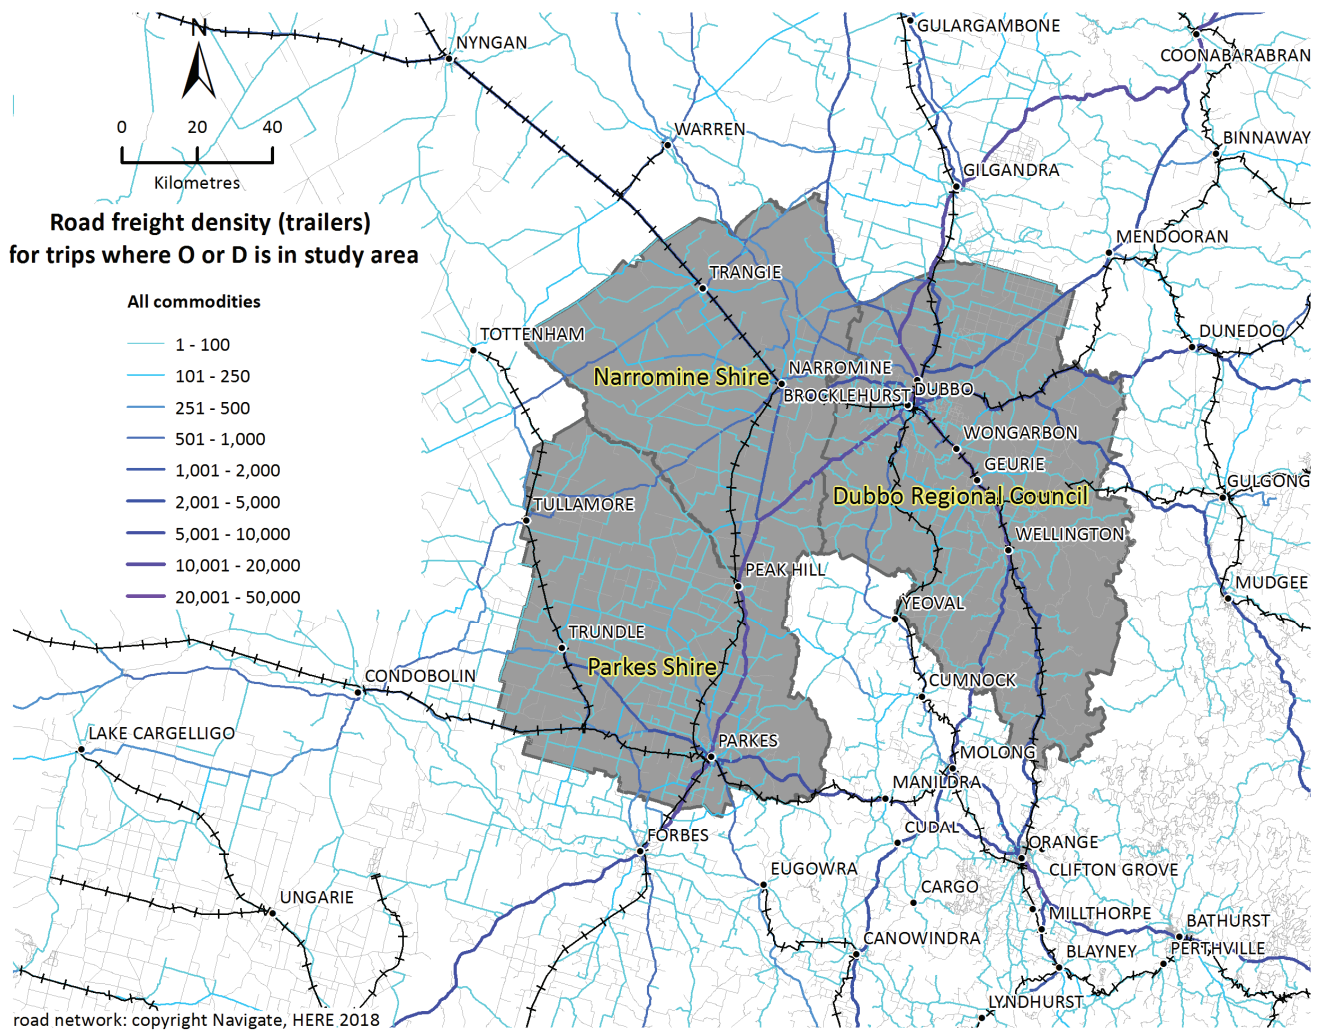 N
NYNGAN
GULARGAMBONE
COONABARABRAN
0 20 40
Kilometres
WARREN
BINNAWAY
GILGANDRA
Road freight density (trailers)
for trips where O or D is in study area
MENDOORAN
TRANGIE
All commodities
1 - 100
101 - 250
251 - 500
501 - 1,000
1,001 - 2,000
2,001 - 5,000
5,001 - 10,000
10,001 - 20,000
20,001 - 50,000
TOTTENHAM
DUNEDOO
Narromine Shire
NARROMINE
BROCKLEHURST
DUBBO
WONGARBON
GEURIE
Dubbo Regional Council
GULGONG
TULLAMORE
WELLINGTON
PEAK HILL
MUDGEE
YEOVAL
TRUNDLE
Parkes Shire
CONDOBOLIN
CUMNOCK
LAKE CARGELLIGO
PARKES
MOLONG
MANILDRA
CUDAL
FORBES
ORANGE
EUGOWRA
CLIFTON GROVE
CARGO
UNGARIE
MILLTHORPE
BATHURST
CANOWINDRA
BLAYNEY
PERTHVILLE
LYNDHURST
road network: copyright Navigate, HERE 2018